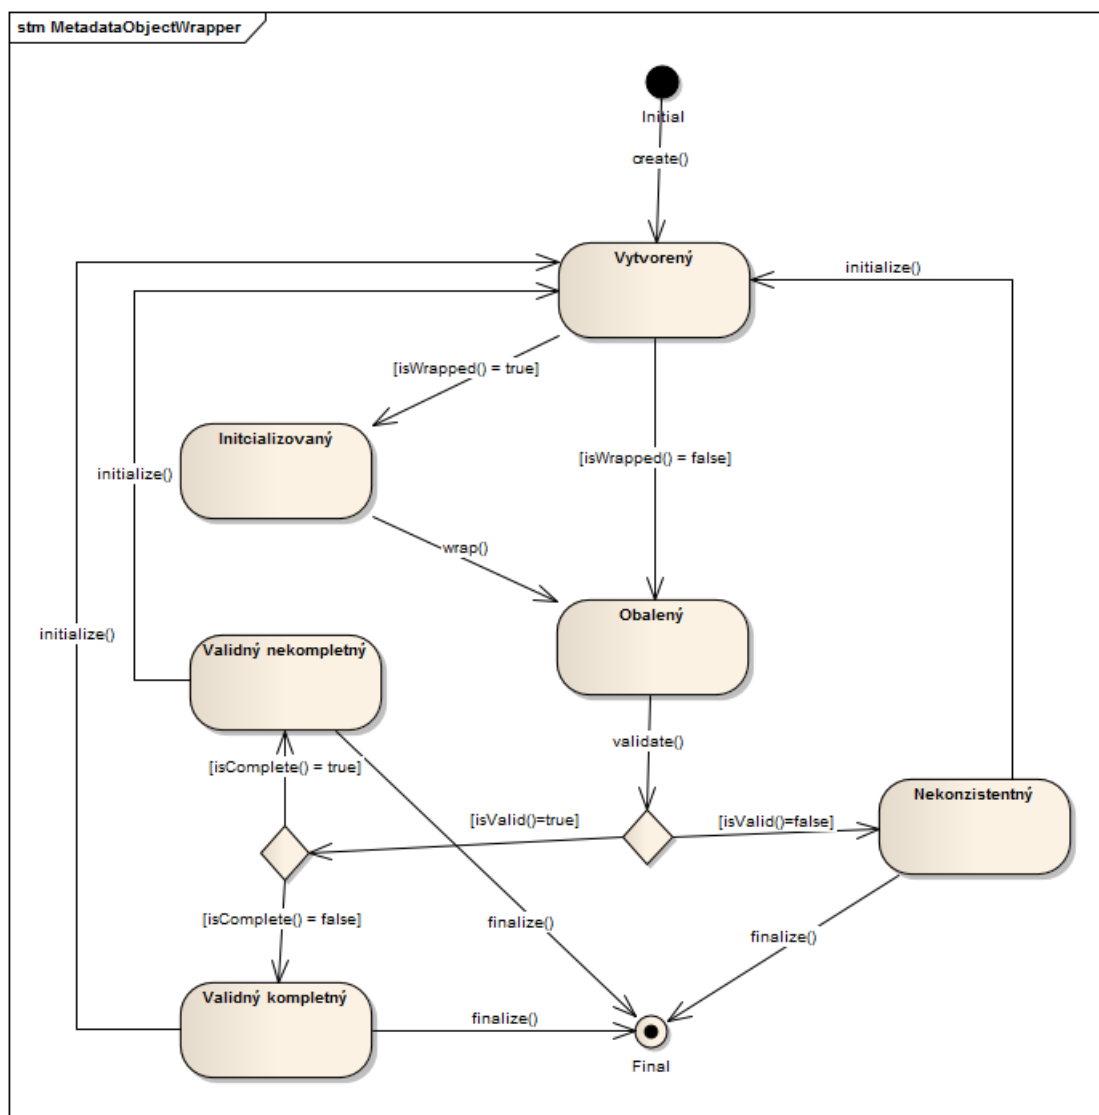 stm MetadataObjectWrapper
Initial
create()
Vytvorený
initialize()
[isWrapped() = true]
Initcializovaný
[isWrapped() = false]
initialize()
wrap()
Obalený
initialize()
Validný nekompletný
validate()
[isComplete() = true]
Nekonzistentný
[isValid()=true]
[isValid()=false]
[isComplete() = false]
finalize()
finalize()
Validný kompletný
finalize()
Final